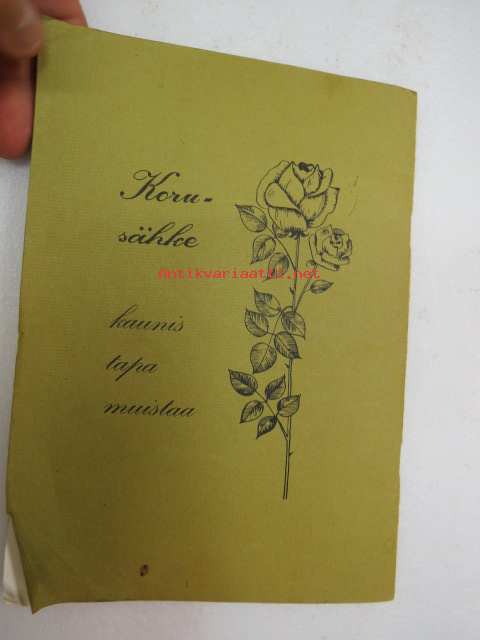 Koru-
sähke
Antikvariaatti.net
kaunis
tapa
muistaa